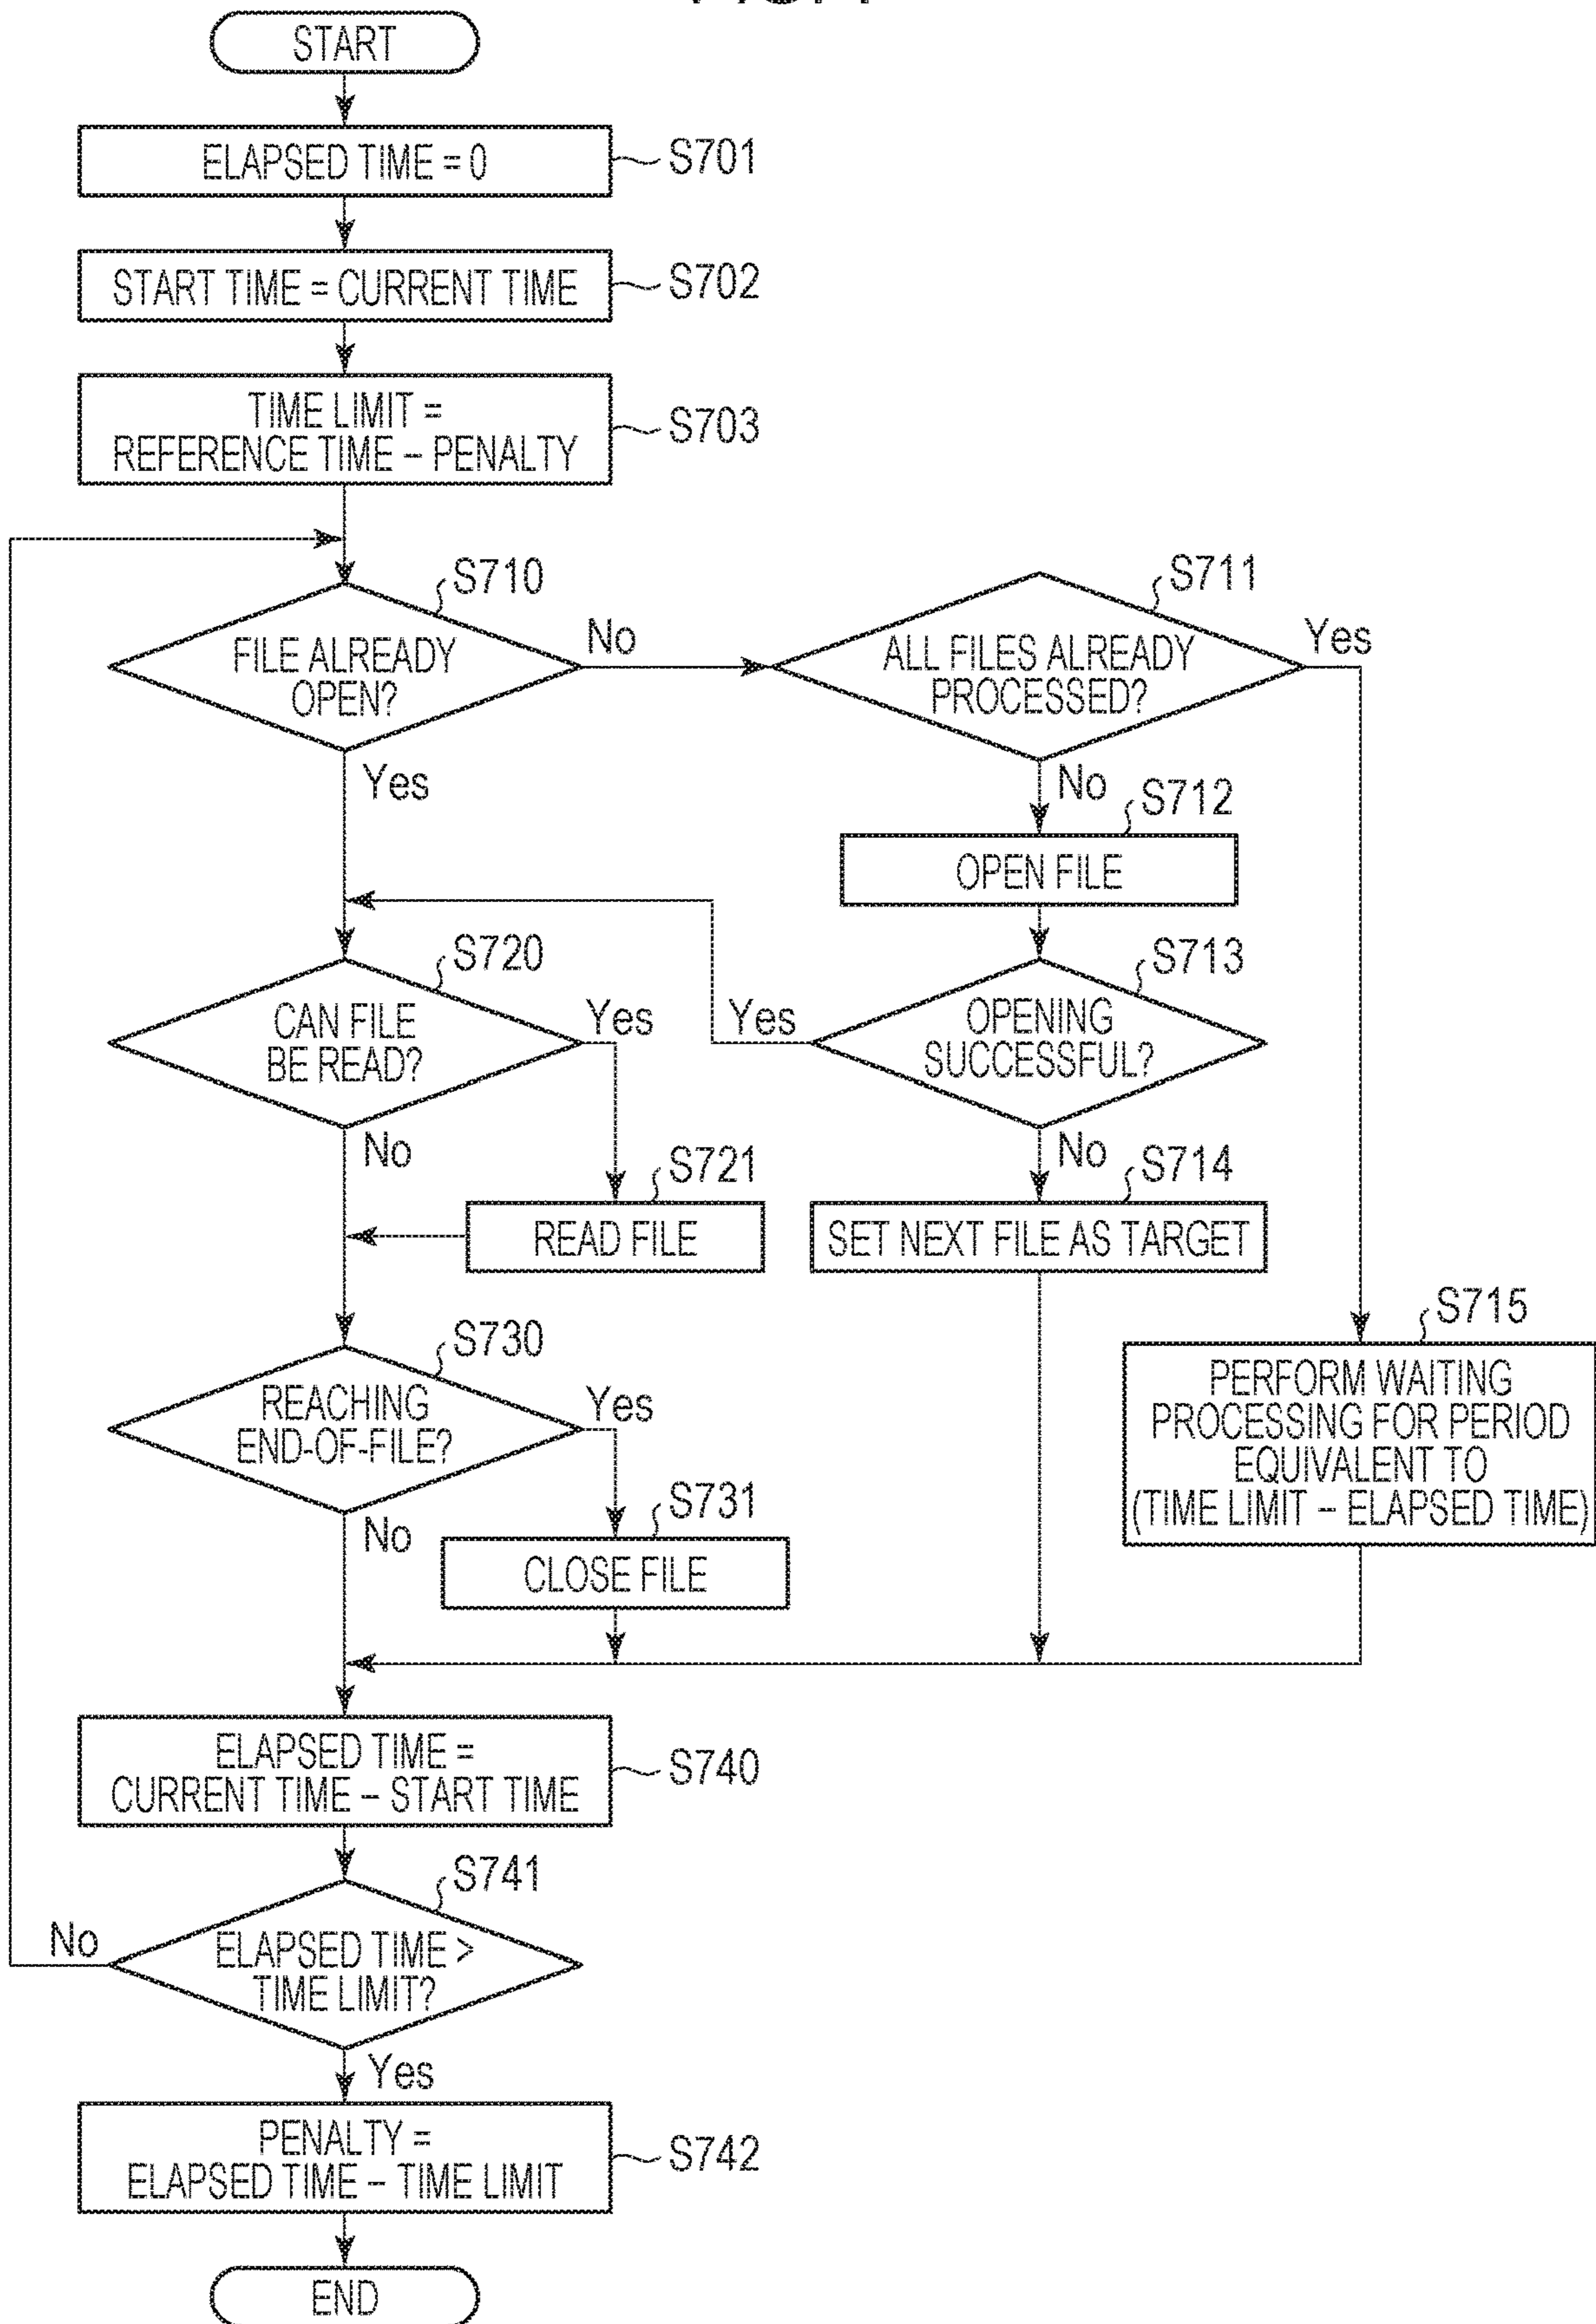 START
ELAPSED TIME = 0
S701
START TIME = CURRENT TIME
S702
TIME LIMIT =
REFERENCE TIME – PENALTY
S703
S710
FILE ALREADY
OPEN?
No
Yes
S711
ALL FILES ALREADY
PROCESSED?
Yes
No
S712
OPEN FILE
S713
OPENING
SUCCESSFUL?
Yes
No
S720
CAN FILE
BE READ?
Yes
No
S721
READ FILE
S714
SET NEXT FILE AS TARGET
S715
PERFORM WAITING
PROCESSING FOR PERIOD
EQUIVALENT TO
(TIME LIMIT – ELAPSED TIME)
S730
REACHING
END-OF-FILE?
Yes
No
S731
CLOSE FILE
ELAPSED TIME =
CURRENT TIME – START TIME
S740
S741
ELAPSED TIME >
TIME LIMIT?
No
Yes
PENALTY =
ELAPSED TIME – TIME LIMIT
S742
END